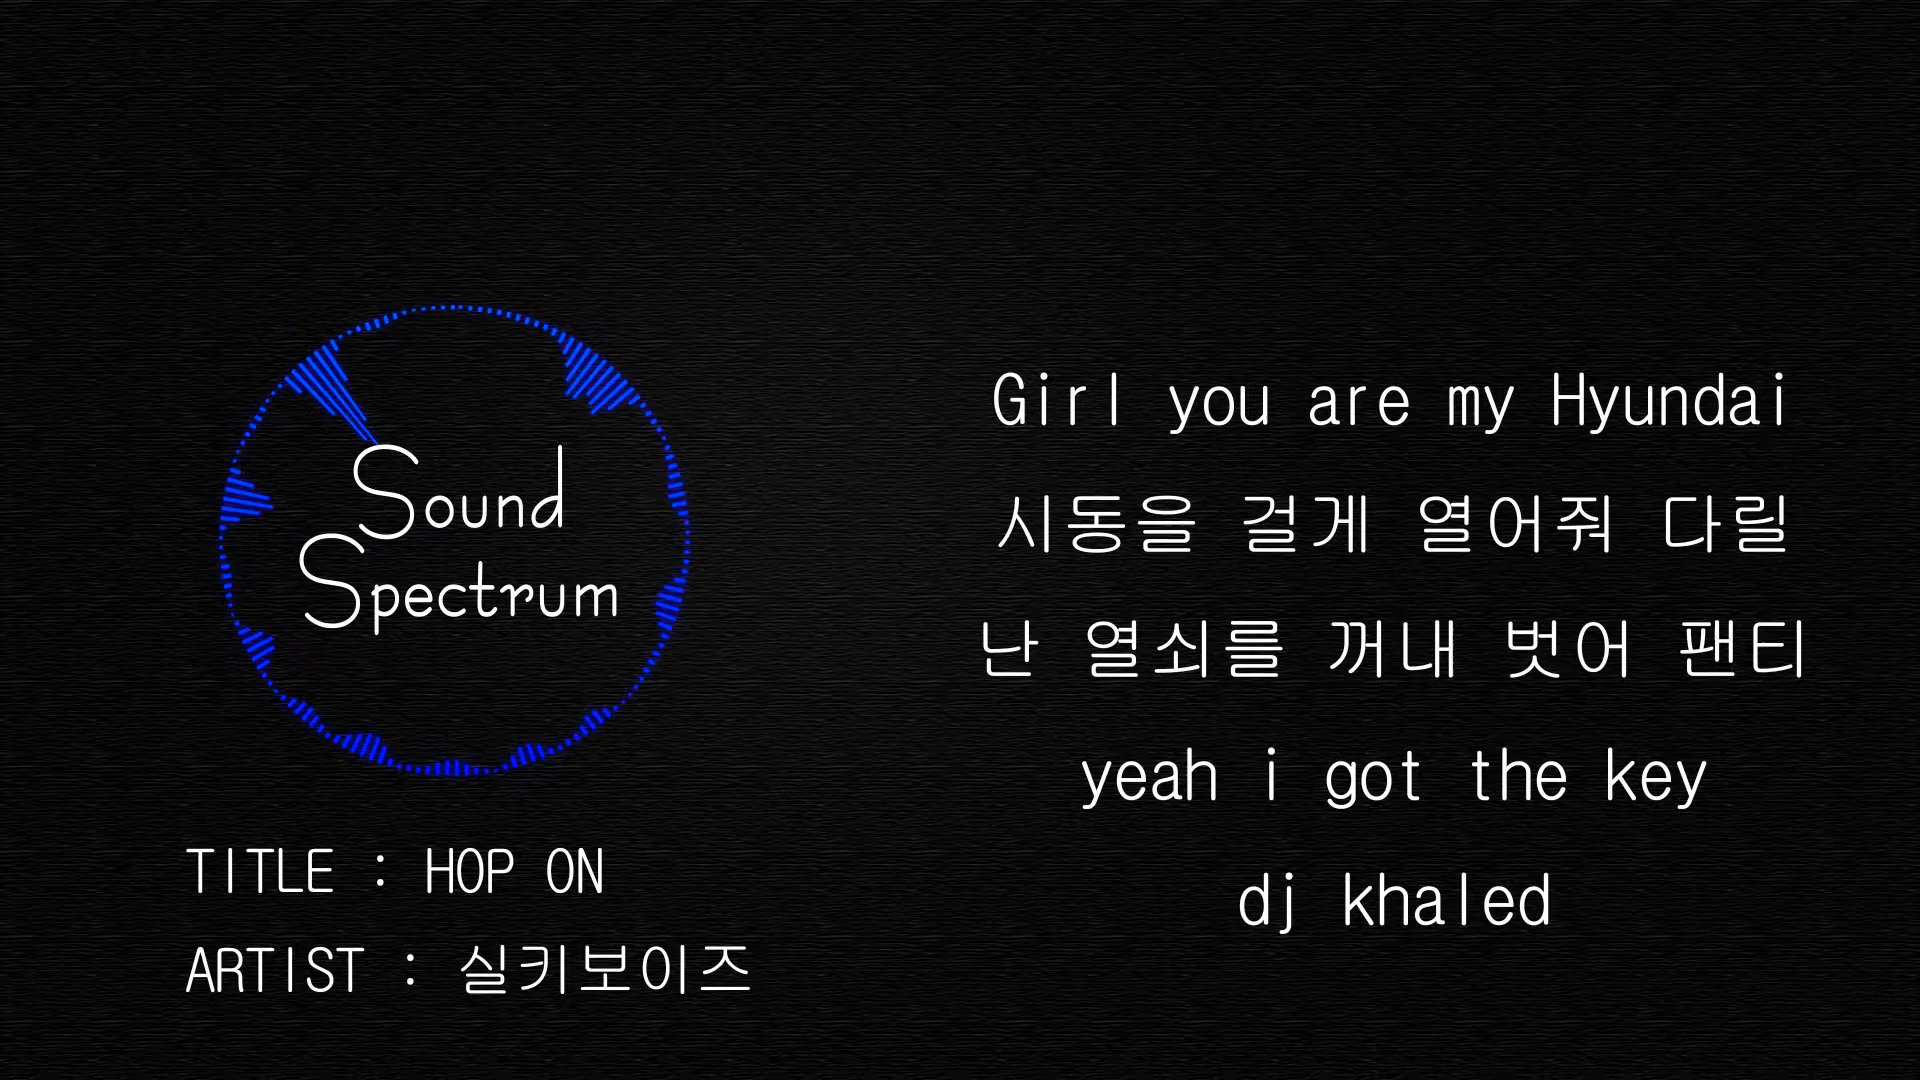 Sound
Spectrum
TITLE : HOP ON
ARTIST : 실키보이즈
Girl you are my Hyundai
시동을 걸게 열어줘 다릴
난 열쇠를 꺼내 벗어 팬티
yeah i got the key
dj khaled